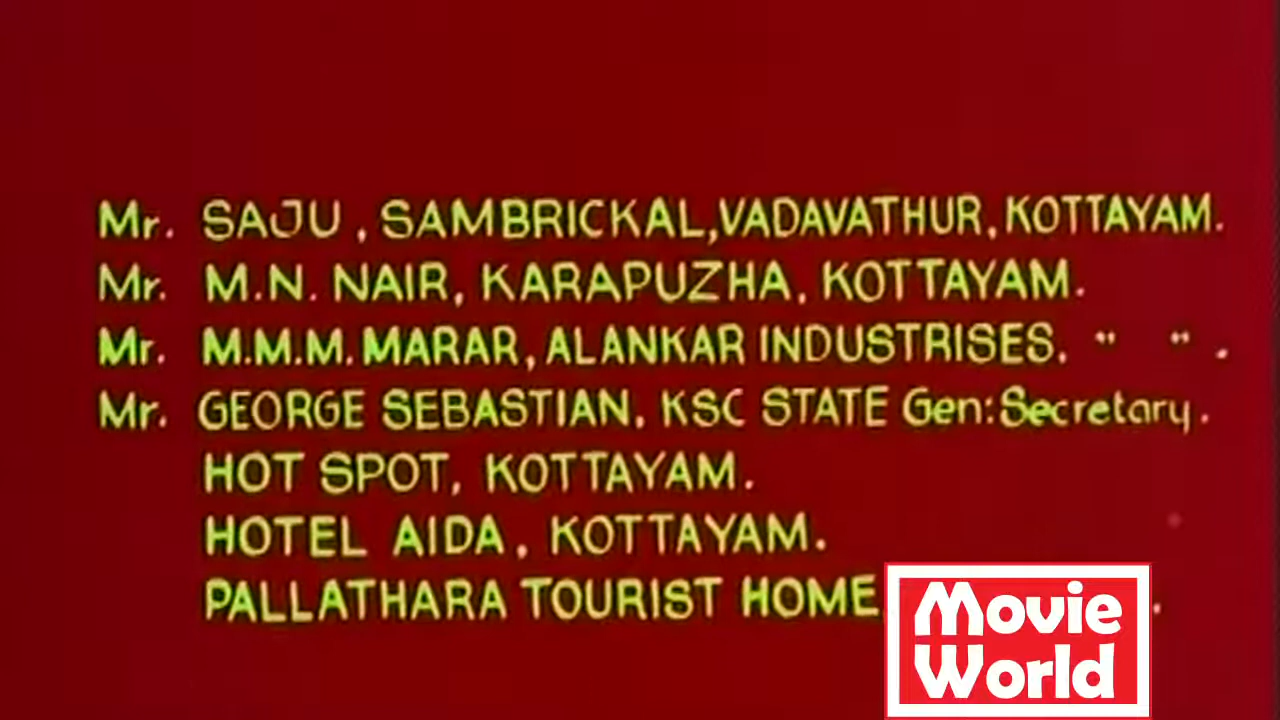 Mr. SAJU, SAMBRICKAL, VADAVATHUR, KOTTAYAM.
Mr. M.N. NAIR, KARAPUZHA, KOTTAYAM.
Mr. M.M.M. MARAR, ALANKAR INDUSTRISES. " " .
Mr. GEORGE SEBASTIAN, KSC STATE Gen: Secretary.
HOT SPOT, KOTTAYAM.
HOTEL AIDA, KOTTAYAM.
PALLATHARA TOURIST HOME
Movie
World